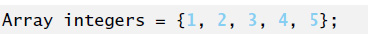 Array integers = {1, 2, 3, 4, 5};